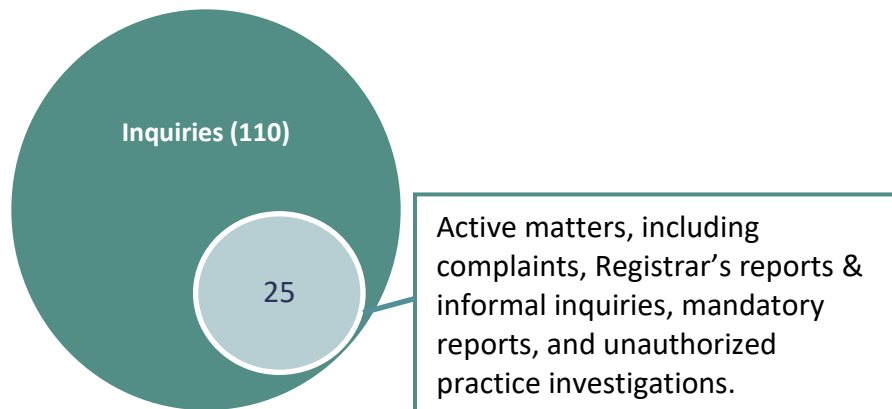 Inquiries (110)
25
Active matters, including
complaints, Registrar’s reports &
informal inquiries, mandatory
reports, and unauthorized
practice investigations.